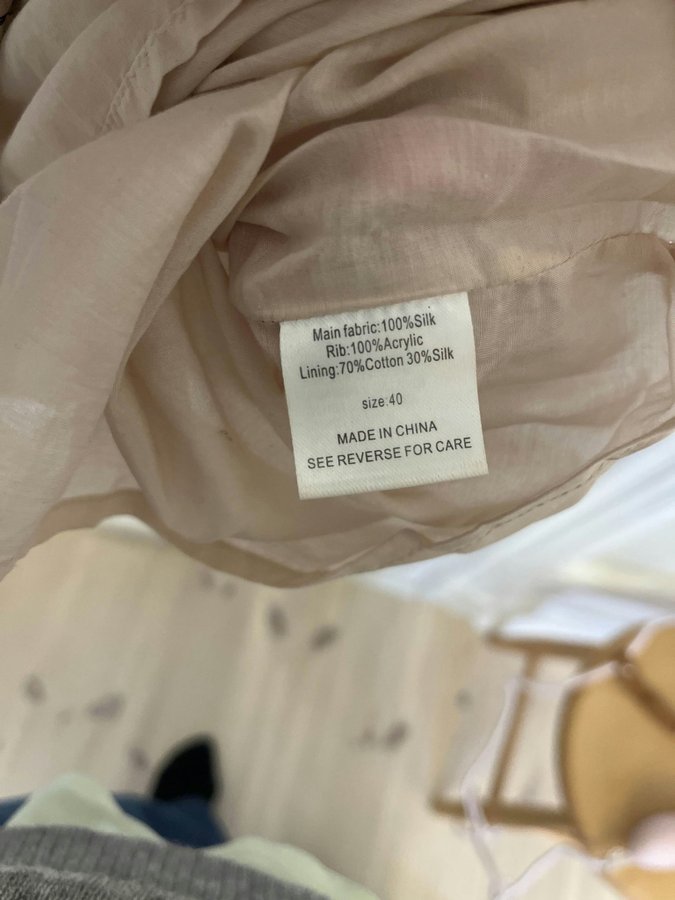 Main fabric:100%Silk
Rib:100%Acrylic
Lining:70%Cotton 30%Silk
size:40
MADE IN CHINA
SEE REVERSE FOR CARE